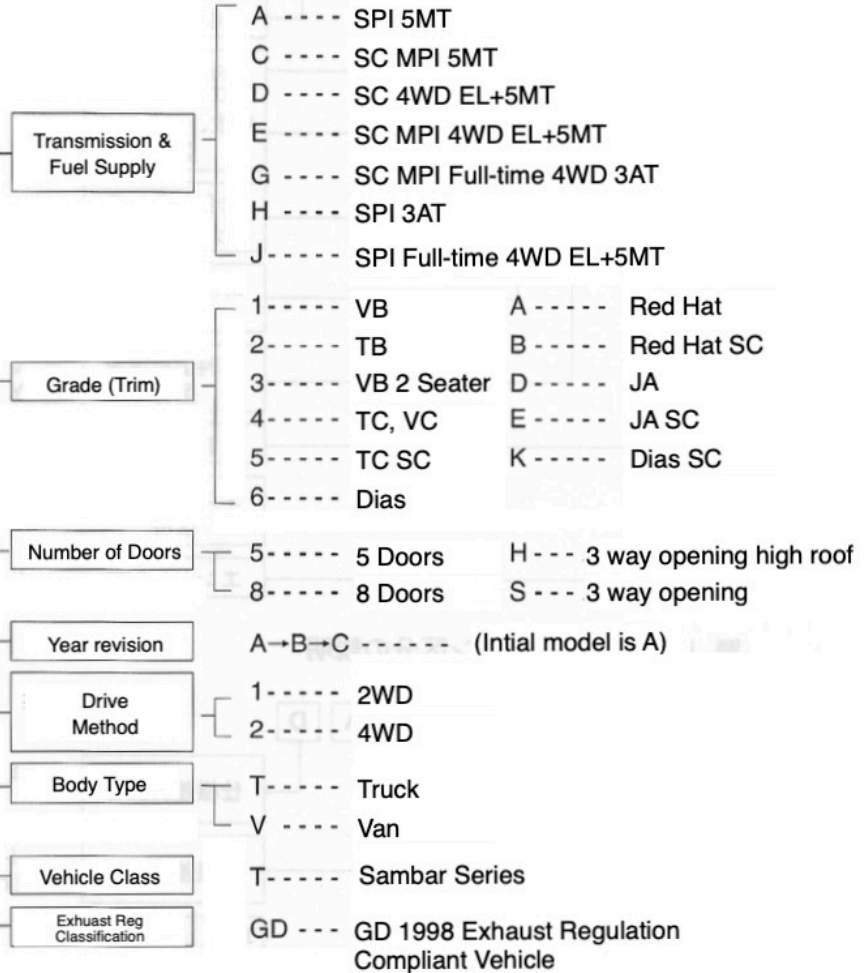 A ---- SPI 5MT
C ---- SC MPI 5MT
D ---- SC 4WD EL+5MT
Transmission &
Fuel Supply
E ---- SC MPI 4WD EL+5MT
G ---- SC MPI Full-time 4WD 3AT
H ---- SPI 3AT
J----- SPI Full-time 4WD EL+5MT
Grade (Trim)
1----- VB A ----- Red Hat
2----- TB B ----- Red Hat SC
3----- VB 2 Seater D ----- JA
4----- TC, VC E ----- JA SC
5----- TC SC K ----- Dias SC
6----- Dias
Number of Doors
5----- 5 Doors H --- 3 way opening high roof
8----- 8 Doors S --- 3 way opening
Year revision A→B→C ------ (Intial model is A)
Drive
Method
1----- 2WD
2----- 4WD
Body Type T----- Truck
V ---- Van
Vehicle Class T----- Sambar Series
Exhuast Reg
Classification
GD --- GD 1998 Exhaust Regulation
Compliant Vehicle